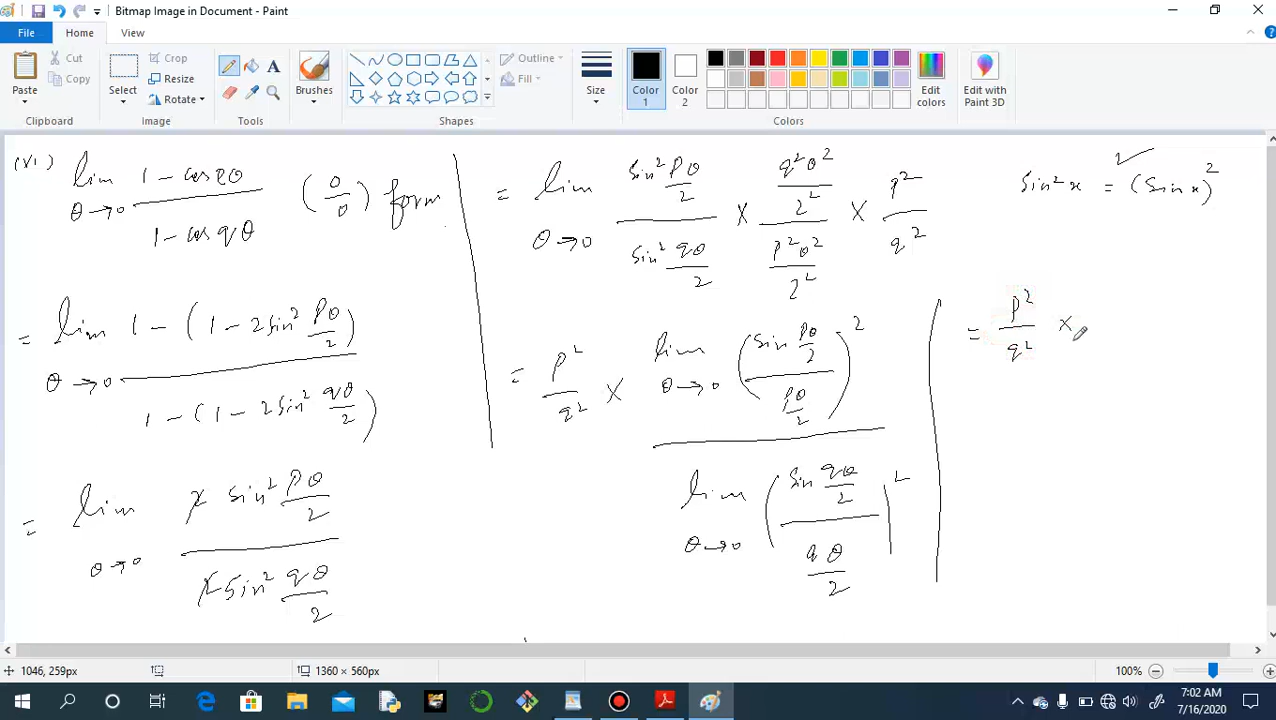 Bitmap Image in Document - Paint
File Home View
Paste Cut Copy Clipboard
Select Crop Resize Rotate Image
Tools
Brushes
Shapes Outline Fill
Size
Color 1 Color 2 Colors
Edit colors
Edit with Paint 3D
(vi) lim θ→0 (1 - cos pθ)/(1 - cos qθ) (0/0) form
= lim θ→0 (1 - (1 - 2sin² pθ/2))/(1 - (1 - 2sin² qθ/2))
= lim θ→0 (2 sin² pθ/2)/(2 sin² qθ/2)
= lim θ→0 (sin² pθ/2)/(sin² qθ/2) × (q²θ²/2²)/(p²θ²/2²) × p²/q²
= p²/q² × lim θ→0 ((sin pθ/2)/(pθ/2))² / lim θ→0 ((sin qθ/2)/(qθ/2))²
sin² x = (sin x)²
= p²/q² ×
1046, 259px
1360 × 560px
100%
7:02 AM
7/16/2020